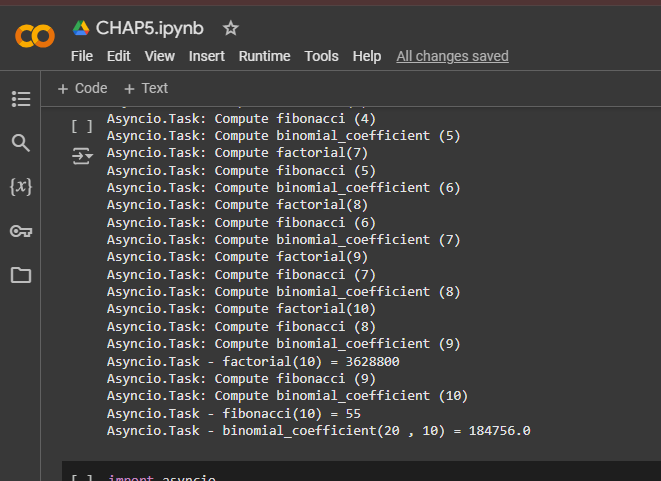 CHAP5.ipynb
File Edit View Insert Runtime Tools Help All changes saved
+ Code + Text
Asyncio.Task: Compute fibonacci (4)
[ ]
Asyncio.Task: Compute binomial_coefficient (5)
Asyncio.Task: Compute factorial(7)
Asyncio.Task: Compute fibonacci (5)
{x}
Asyncio.Task: Compute binomial_coefficient (6)
Asyncio.Task: Compute factorial(8)
Asyncio.Task: Compute fibonacci (6)
Asyncio.Task: Compute binomial_coefficient (7)
Asyncio.Task: Compute factorial(9)
Asyncio.Task: Compute fibonacci (7)
Asyncio.Task: Compute binomial_coefficient (8)
Asyncio.Task: Compute factorial(10)
Asyncio.Task: Compute fibonacci (8)
Asyncio.Task: Compute binomial_coefficient (9)
Asyncio.Task - factorial(10) = 3628800
Asyncio.Task: Compute fibonacci (9)
Asyncio.Task: Compute binomial_coefficient (10)
Asyncio.Task - fibonacci(10) = 55
Asyncio.Task - binomial_coefficient(20 , 10) = 184756.0
[ ] import asyncio